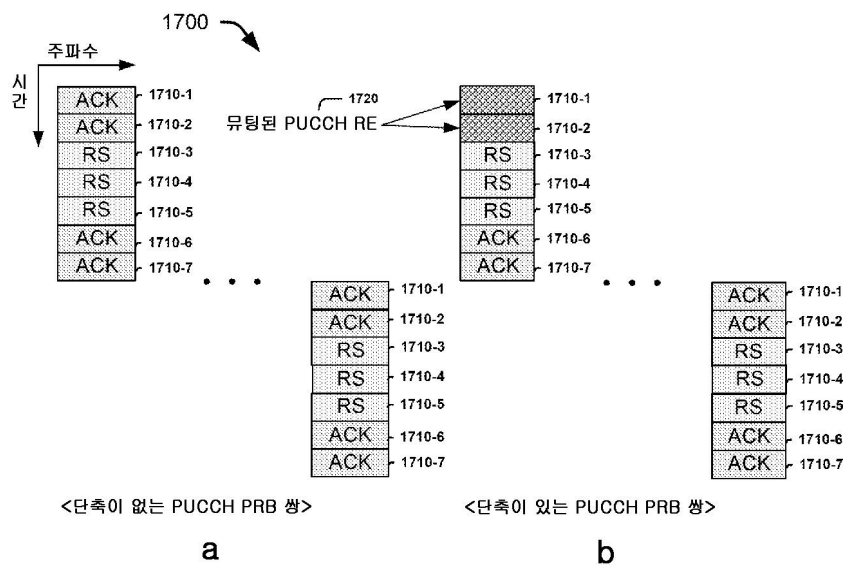 1700
주파수
시간
ACK 1710-1
ACK 1710-2
RS 1710-3
RS 1710-4
RS 1710-5
ACK 1710-6
ACK 1710-7
• • •
ACK 1710-1
ACK 1710-2
RS 1710-3
RS 1710-4
RS 1710-5
ACK 1710-6
ACK 1710-7
<단축이 없는 PUCCH PRB 쌍>
a
1720
뮤팅된 PUCCH RE
1710-1
1710-2
RS 1710-3
RS 1710-4
RS 1710-5
ACK 1710-6
ACK 1710-7
• • •
ACK 1710-1
ACK 1710-2
RS 1710-3
RS 1710-4
RS 1710-5
ACK 1710-6
ACK 1710-7
<단축이 있는 PUCCH PRB 쌍>
b